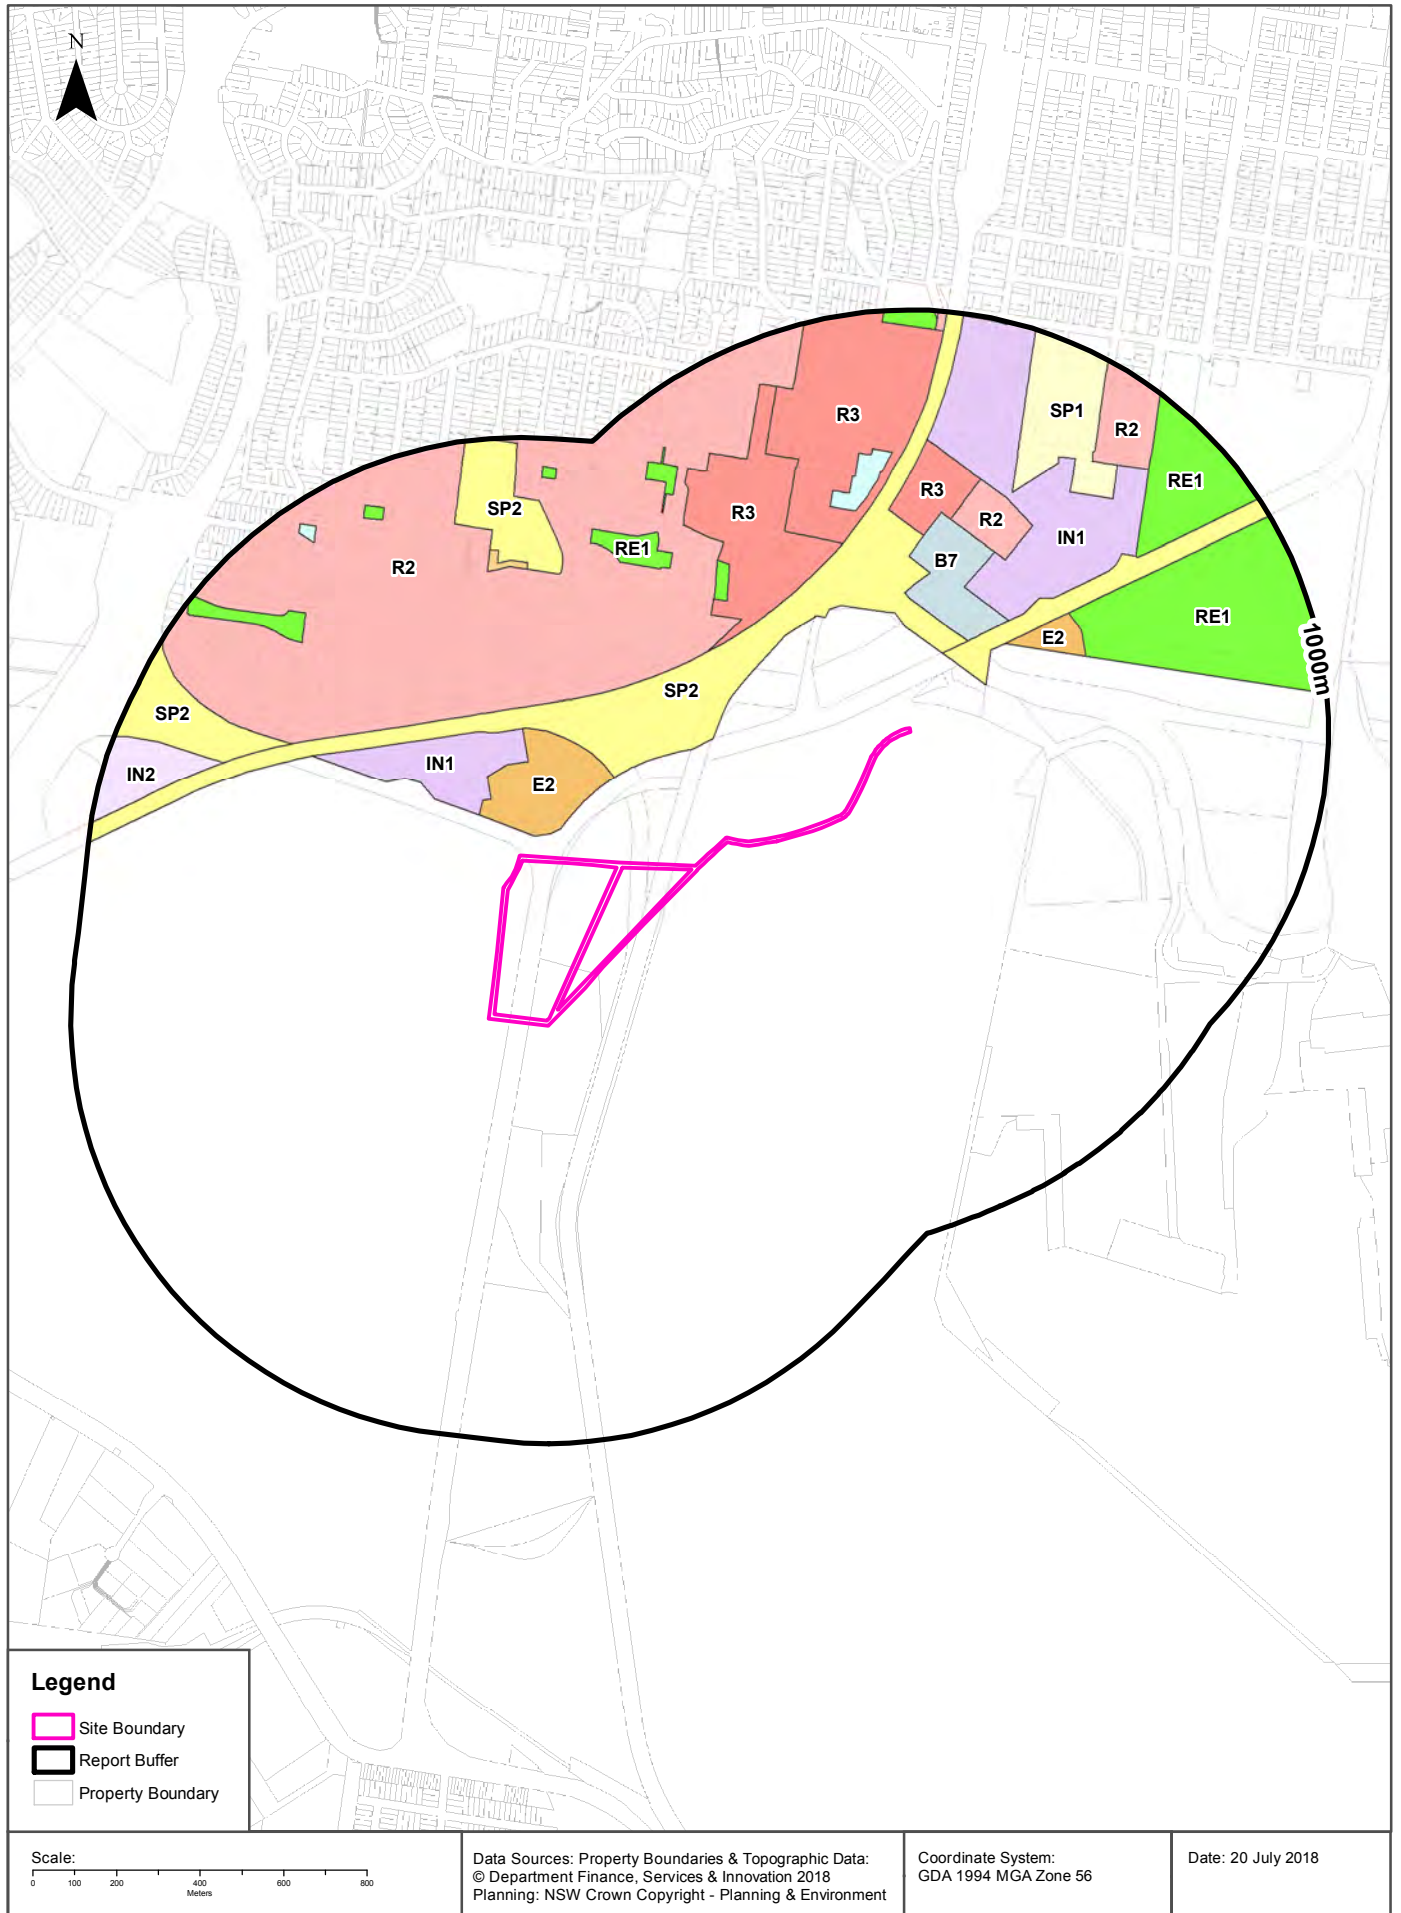 N
R3
SP1
R2
RE1
R3
SP2
R3
R2
IN1
RE1
B7
R2
RE1
E2
1000m
SP2
SP2
IN1
IN2
E2
Legend
Site Boundary
Report Buffer
Property Boundary
Scale:
0 100 200 400 600 800
Meters
Data Sources: Property Boundaries & Topographic Data:
© Department Finance, Services & Innovation 2018
Planning: NSW Crown Copyright - Planning & Environment
Coordinate System:
GDA 1994 MGA Zone 56
Date: 20 July 2018